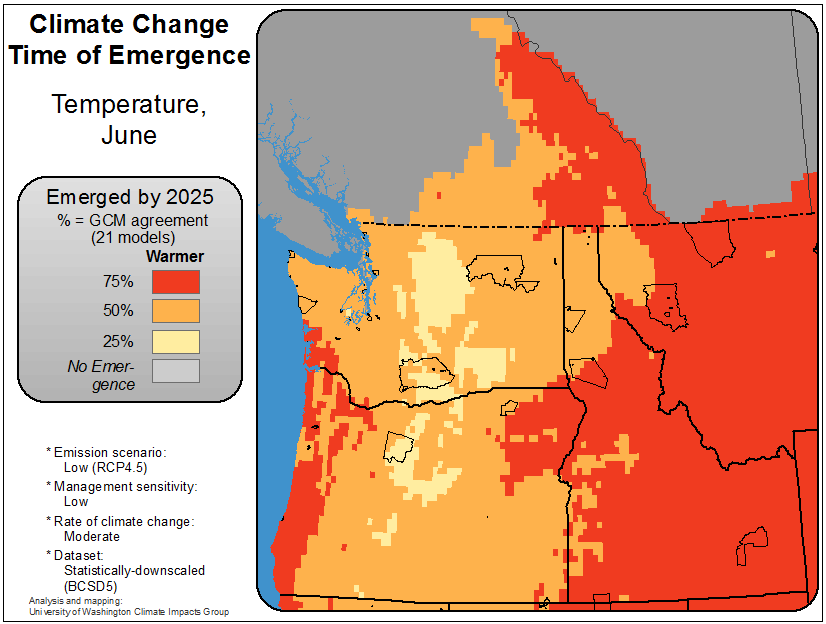 Climate Change
Time of Emergence
Temperature,
June
Emerged by 2025
% = GCM agreement
(21 models)
Warmer
75%
50%
25%
No Emer-
gence
* Emission scenario:
Low (RCP4.5)
* Management sensitivity:
Low
* Rate of climate change:
Moderate
* Dataset:
Statistically-downscaled
(BCSD5)
Analysis and mapping:
University of Washington Climate Impacts Group